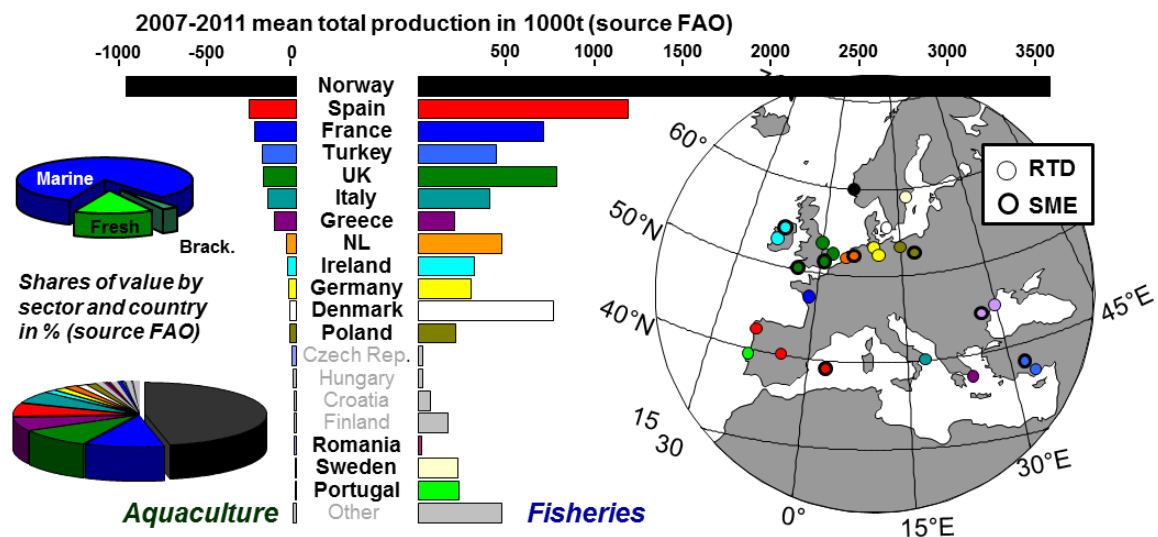 2007-2011 mean total production in 1000t (source FAO)
-1000 -500 0 500 1000 2000 2500 3000 3500
Norway
Spain
France
Turkey
UK
Italy
Greece
NL
Ireland
Germany
Denmark
Poland
Czech Rep.
Hungary
Croatia
Finland
Romania
Sweden
Portugal
Other
Marine
Fresh
Brack.
Shares of value by
sector and country
in % (source FAO)
Aquaculture
Fisheries
60°
50°N
40°N
15
30
0°
15°E
30°E
45°E
RTD
SME